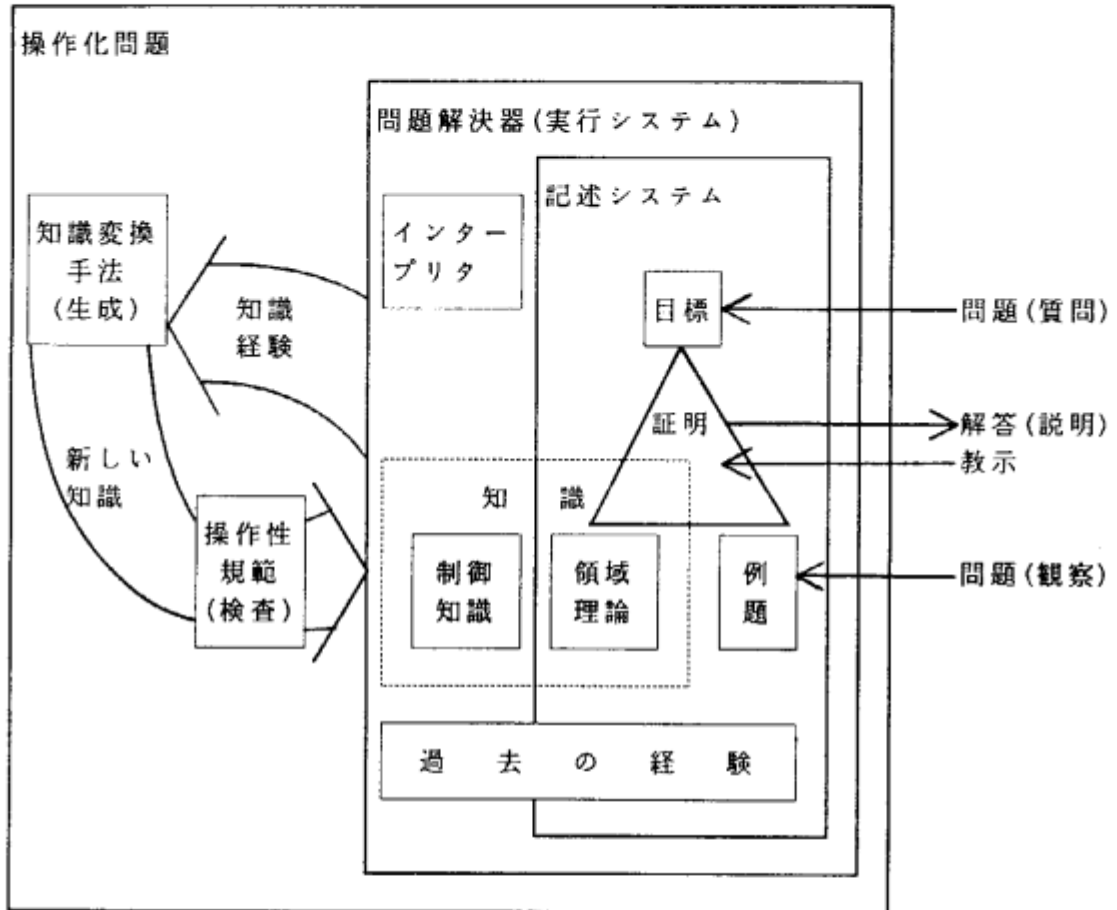 操作化問題
問題解決器(実行システム)
記述システム
知識変換
手法
(生成)
インター
プリタ
知識
経験
目標
問題(質問)
証明
解答(説明)
教示
新しい
知識
知識
操作性
規範
(検査)
制御
知識
領域
理論
例
題
問題(観察)
過去の経験